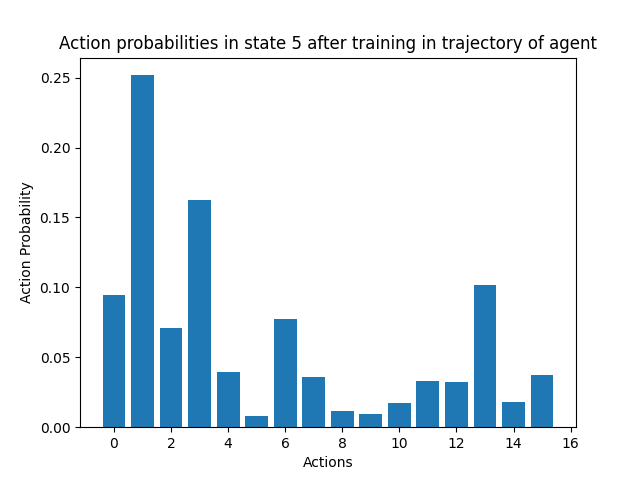 Action probabilities in state 5 after training in trajectory of agent
0.25
0.20
0.15
0.10
0.05
0.00
Action Probability
0 2 4 6 8 10 12 14 16
Actions